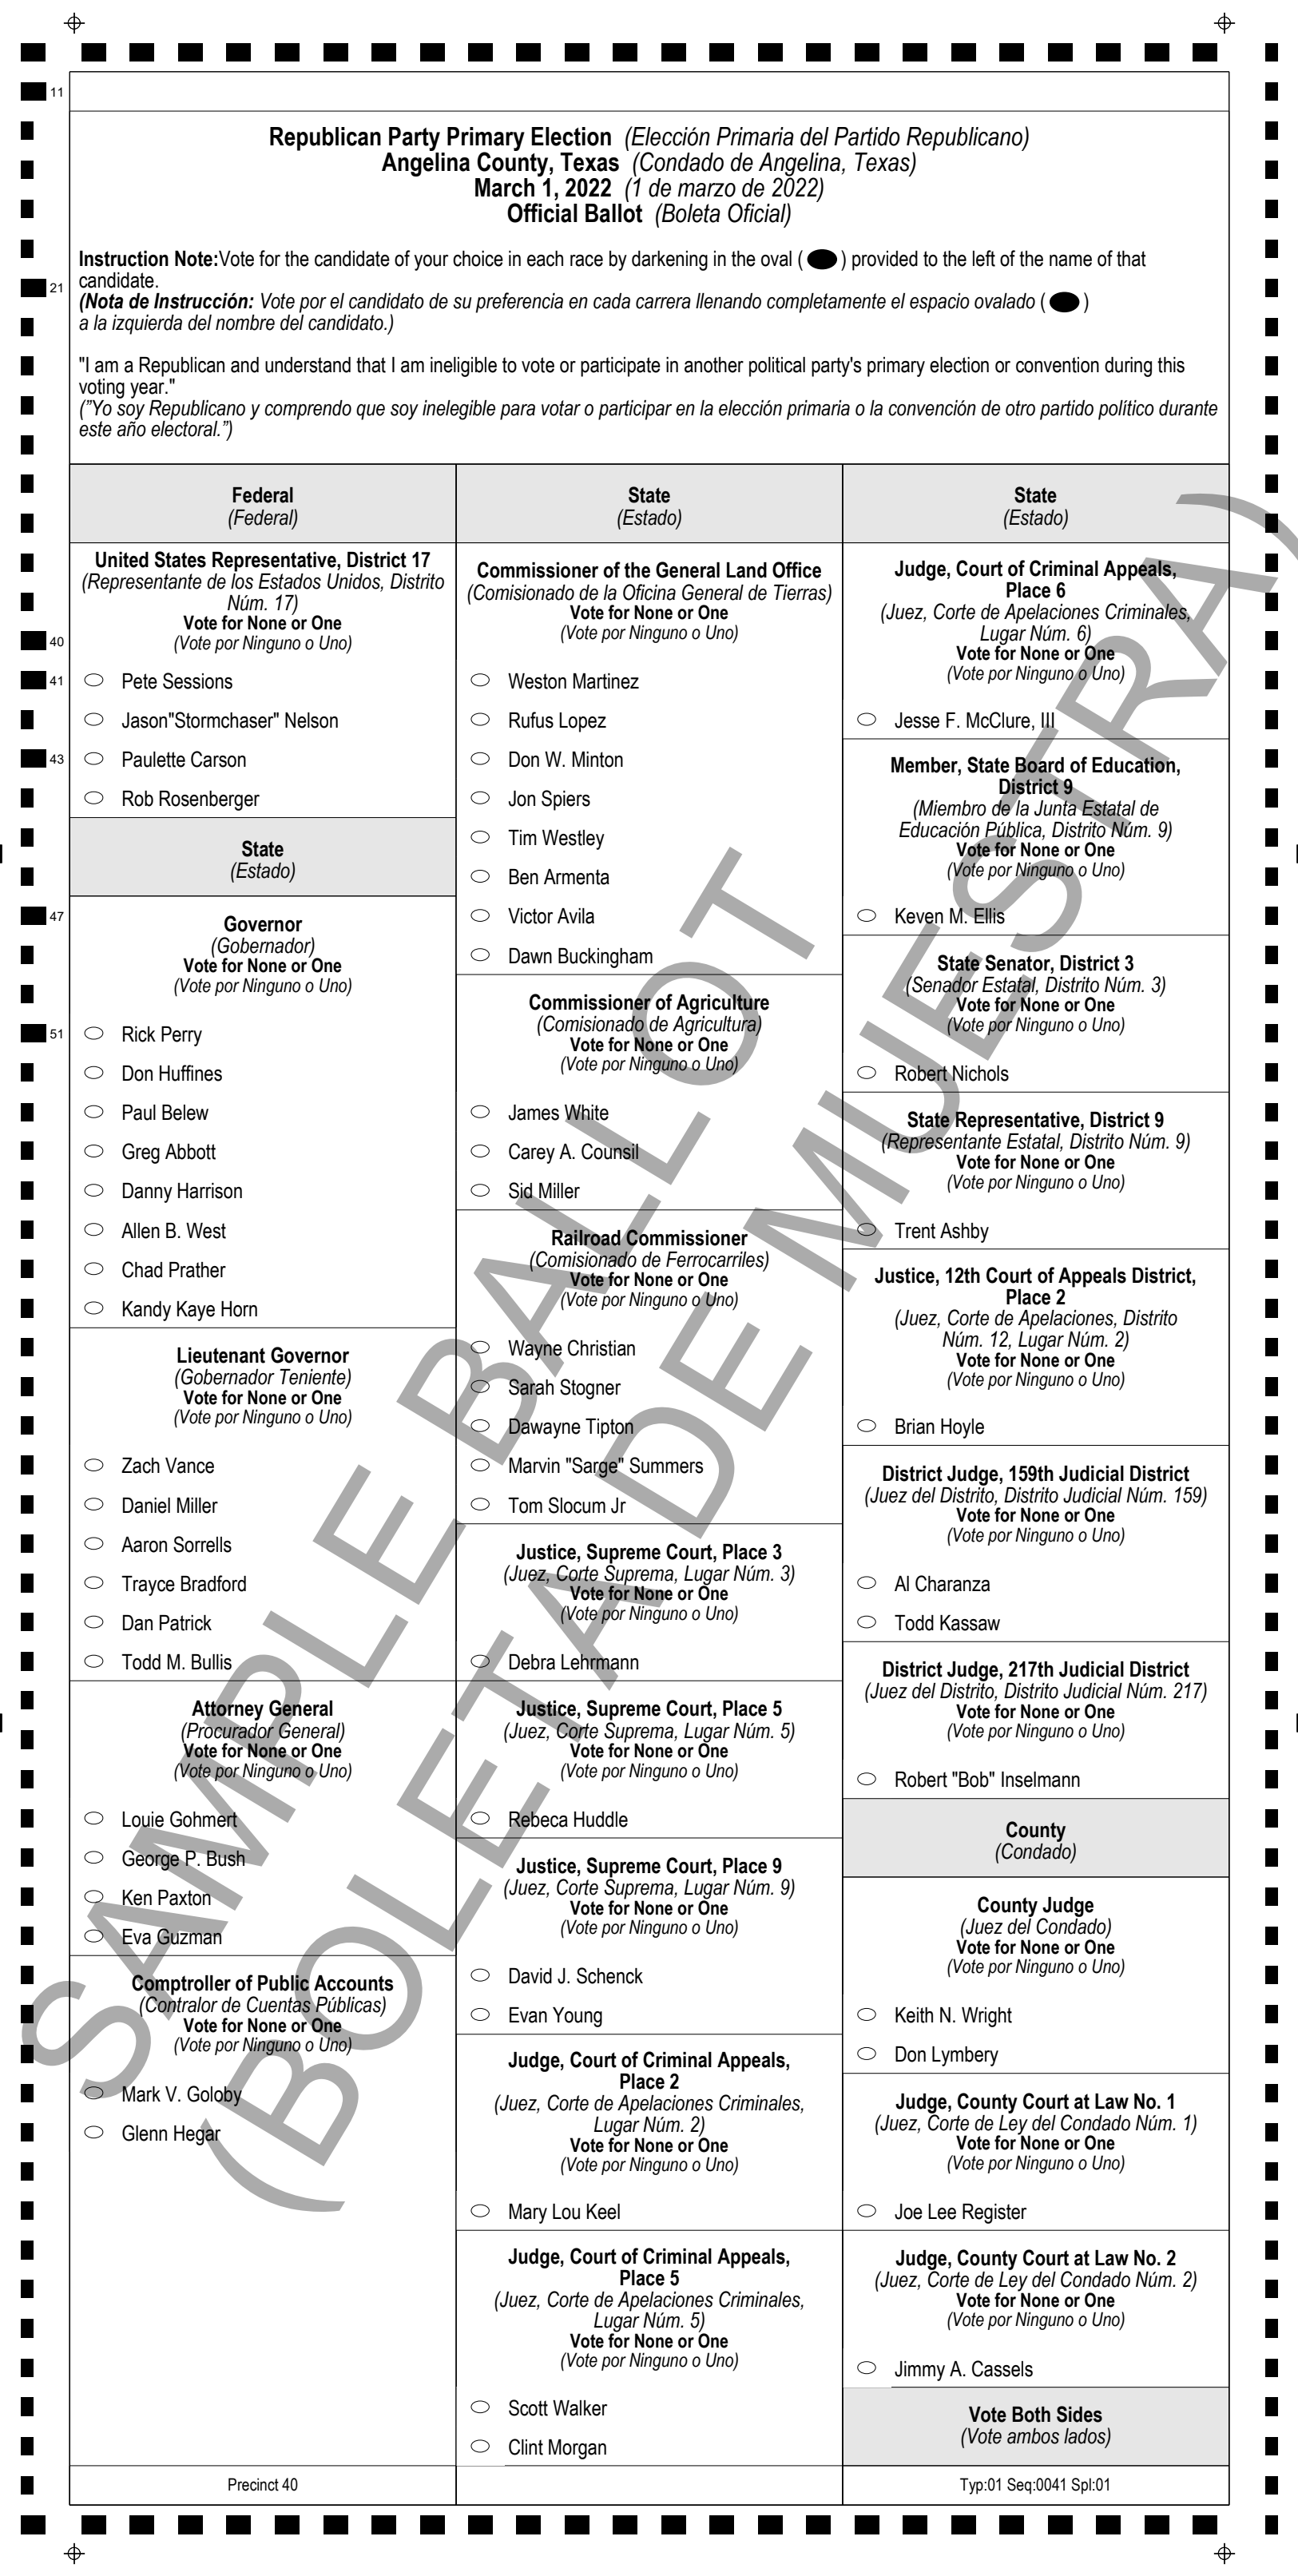 11
Republican Party Primary Election (Elección Primaria del Partido Republicano)
Angelina County, Texas (Condado de Angelina, Texas)
March 1, 2022 (1 de marzo de 2022)
Official Ballot (Boleta Oficial)
Instruction Note:Vote for the candidate of your choice in each race by darkening in the oval ( ) provided to the left of the name of that
candidate.
21
(Nota de Instrucción: Vote por el candidato de su preferencia en cada carrera llenando completamente el espacio ovalado ( )
a la izquierda del nombre del candidato.)
"I am a Republican and understand that I am ineligible to vote or participate in another political party's primary election or convention during this
voting year."
("Yo soy Republicano y comprendo que soy inelegible para votar o participar en la elección primaria o la convención de otro partido político durante
este año electoral.")
Federal
(Federal)
United States Representative, District 17
(Representante de los Estados Unidos, Distrito
Núm. 17)
Vote for None or One
(Vote por Ninguno o Uno)
40
41
Pete Sessions
Jason"Stormchaser" Nelson
43
Paulette Carson
Rob Rosenberger
State
(Estado)
47
Governor
(Gobernador)
Vote for None or One
(Vote por Ninguno o Uno)
51
Rick Perry
Don Huffines
Paul Belew
Greg Abbott
Danny Harrison
Allen B. West
Chad Prather
Kandy Kaye Horn
Lieutenant Governor
(Gobernador Teniente)
Vote for None or One
(Vote por Ninguno o Uno)
Zach Vance
Daniel Miller
Aaron Sorrells
Trayce Bradford
Dan Patrick
Todd M. Bullis
Attorney General
(Procurador General)
Vote for None or One
(Vote por Ninguno o Uno)
Louie Gohmert
George P. Bush
Ken Paxton
Eva Guzman
Comptroller of Public Accounts
(Contralor de Cuentas Públicas)
Vote for None or One
(Vote por Ninguno o Uno)
Mark V. Goloby
Glenn Hegar
Precinct 40
State
(Estado)
Commissioner of the General Land Office
(Comisionado de la Oficina General de Tierras)
Vote for None or One
(Vote por Ninguno o Uno)
Weston Martinez
Rufus Lopez
Don W. Minton
Jon Spiers
Tim Westley
Ben Armenta
Victor Avila
Dawn Buckingham
Commissioner of Agriculture
(Comisionado de Agricultura)
Vote for None or One
(Vote por Ninguno o Uno)
James White
Carey A. Counsil
Sid Miller
Railroad Commissioner
(Comisionado de Ferrocarriles)
Vote for None or One
(Vote por Ninguno o Uno)
Wayne Christian
Sarah Stogner
Dawayne Tipton
Marvin "Sarge" Summers
Tom Slocum Jr
Justice, Supreme Court, Place 3
(Juez, Corte Suprema, Lugar Núm. 3)
Vote for None or One
(Vote por Ninguno o Uno)
Debra Lehrmann
Justice, Supreme Court, Place 5
(Juez, Corte Suprema, Lugar Núm. 5)
Vote for None or One
(Vote por Ninguno o Uno)
Rebeca Huddle
Justice, Supreme Court, Place 9
(Juez, Corte Suprema, Lugar Núm. 9)
Vote for None or One
(Vote por Ninguno o Uno)
David J. Schenck
Evan Young
Judge, Court of Criminal Appeals,
Place 2
(Juez, Corte de Apelaciones Criminales,
Lugar Núm. 2)
Vote for None or One
(Vote por Ninguno o Uno)
Mary Lou Keel
Judge, Court of Criminal Appeals,
Place 5
(Juez, Corte de Apelaciones Criminales,
Lugar Núm. 5)
Vote for None or One
(Vote por Ninguno o Uno)
Scott Walker
Clint Morgan
State
(Estado)
Judge, Court of Criminal Appeals,
Place 6
(Juez, Corte de Apelaciones Criminales,
Lugar Núm. 6)
Vote for None or One
(Vote por Ninguno o Uno)
Jesse F. McClure, III
Member, State Board of Education,
District 9
(Miembro de la Junta Estatal de
Educación Pública, Distrito Núm. 9)
Vote for None or One
(Vote por Ninguno o Uno)
Keven M. Ellis
State Senator, District 3
(Senador Estatal, Distrito Núm. 3)
Vote for None or One
(Vote por Ninguno o Uno)
Robert Nichols
State Representative, District 9
(Representante Estatal, Distrito Núm. 9)
Vote for None or One
(Vote por Ninguno o Uno)
Trent Ashby
Justice, 12th Court of Appeals District,
Place 2
(Juez, Corte de Apelaciones, Distrito
Núm. 12, Lugar Núm. 2)
Vote for None or One
(Vote por Ninguno o Uno)
Brian Hoyle
District Judge, 159th Judicial District
(Juez del Distrito, Distrito Judicial Núm. 159)
Vote for None or One
(Vote por Ninguno o Uno)
Al Charanza
Todd Kassaw
District Judge, 217th Judicial District
(Juez del Distrito, Distrito Judicial Núm. 217)
Vote for None or One
(Vote por Ninguno o Uno)
Robert "Bob" Inselmann
County
(Condado)
County Judge
(Juez del Condado)
Vote for None or One
(Vote por Ninguno o Uno)
Keith N. Wright
Don Lymbery
Judge, County Court at Law No. 1
(Juez, Corte de Ley del Condado Núm. 1)
Vote for None or One
(Vote por Ninguno o Uno)
Joe Lee Register
Judge, County Court at Law No. 2
(Juez, Corte de Ley del Condado Núm. 2)
Vote for None or One
(Vote por Ninguno o Uno)
Jimmy A. Cassels
Vote Both Sides
(Vote ambos lados)
Typ:01 Seq:0041 Spl:01
SAMPLE BALLOT
(BOLETA DE MUESTRA)